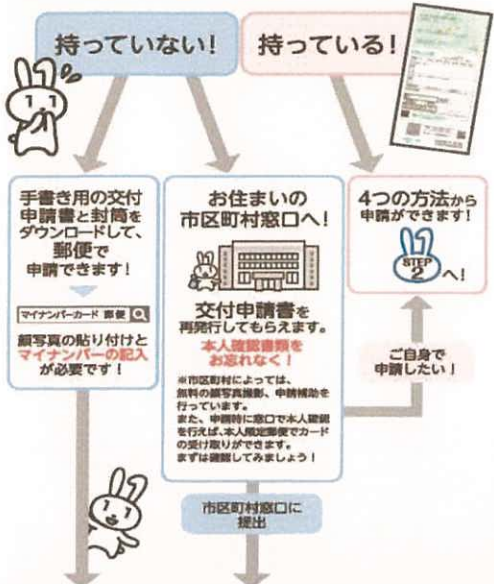 持っていない!
持っている!
手書き用の交付
申請書と封筒を
ダウンロードして、
郵便で
申請できます!
マイナンバーカード 郵便
顔写真の貼り付けと
マイナンバーの記入
が必要です!
お住まいの
市区町村窓口へ!
交付申請書を
再発行してもらえます。
本人確認書類を
お忘れなく!
※市区町村によっては、
無料の顔写真撮影、申請補助を
行っています。
また、申請時に窓口で本人確認
を行えば、本人限定郵便でカード
の受け取りができます。
まずは確認してみましょう!
市区町村窓口に
提出
4つの方法から
申請ができます!
STEP
2 へ!
ご自身で
申請したい!